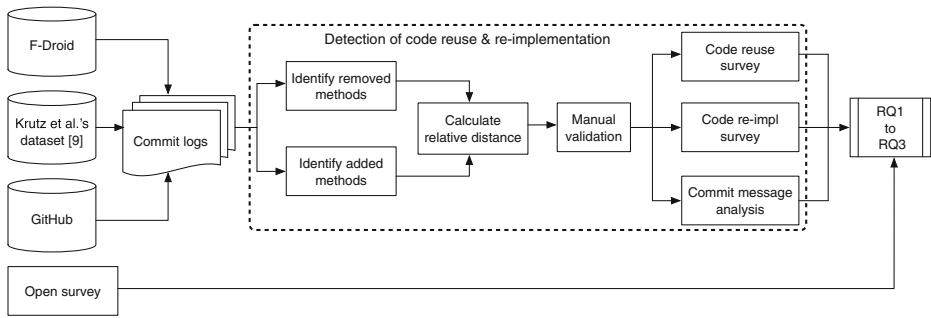 F-Droid
Krutz et al.'s
dataset [9]
GitHub
Open survey
Commit logs
Detection of code reuse & re-implementation
Identify removed
methods
Identify added
methods
Calculate
relative distance
Manual
validation
Code reuse
survey
Code re-impl
survey
Commit message
analysis
RQ1
to
RQ3